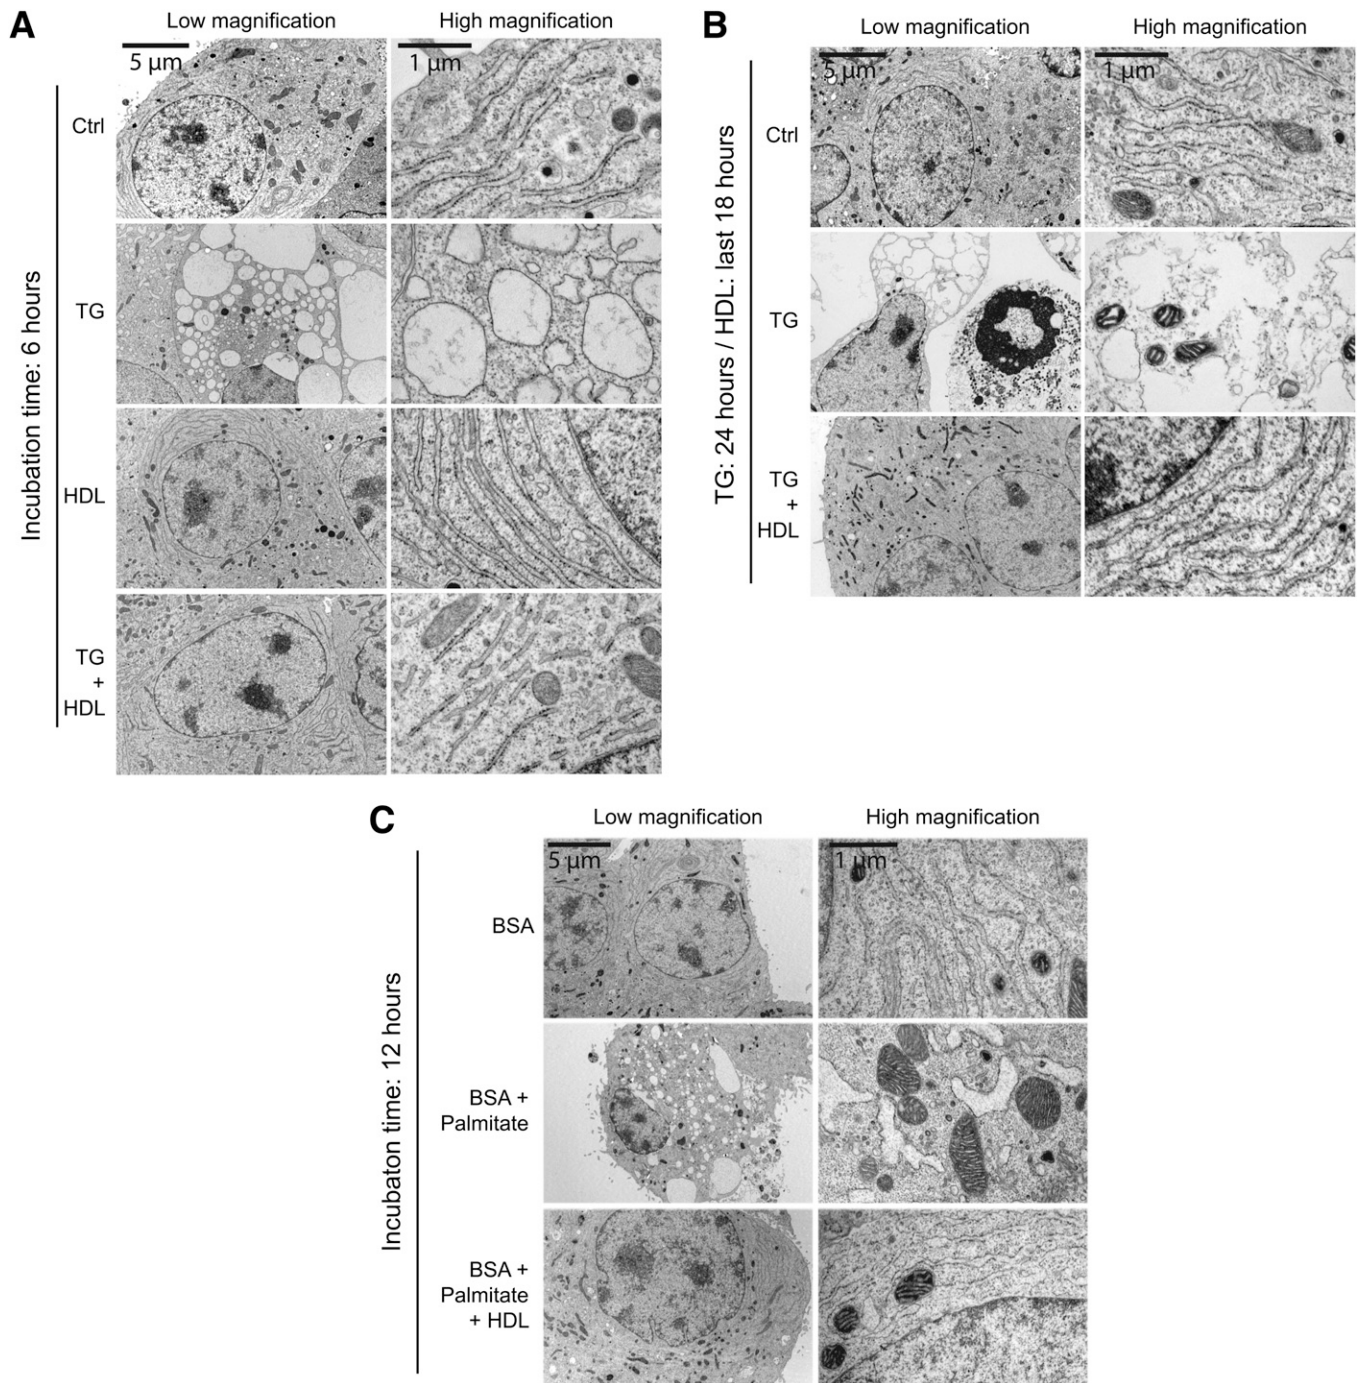 A
Low magnification
High magnification
5 µm
1 µm
Incubation time: 6 hours
Ctrl
TG
HDL
TG
+
HDL
B
Low magnification
High magnification
5 µm
1 µm
TG: 24 hours / HDL: last 18 hours
Ctrl
TG
TG
+
HDL
C
Low magnification
High magnification
5 µm
1 µm
Incubaton time: 12 hours
BSA
BSA +
Palmitate
BSA +
Palmitate
+ HDL